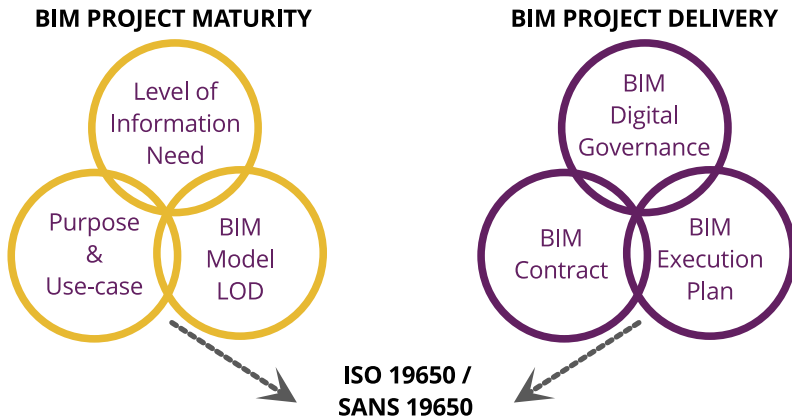 BIM PROJECT MATURITY
Level of
Information
Need
Purpose
&
Use-case
BIM
Model
LOD
BIM PROJECT DELIVERY
BIM
Digital
Governance
BIM
Contract
BIM
Execution
Plan
ISO 19650 /
SANS 19650